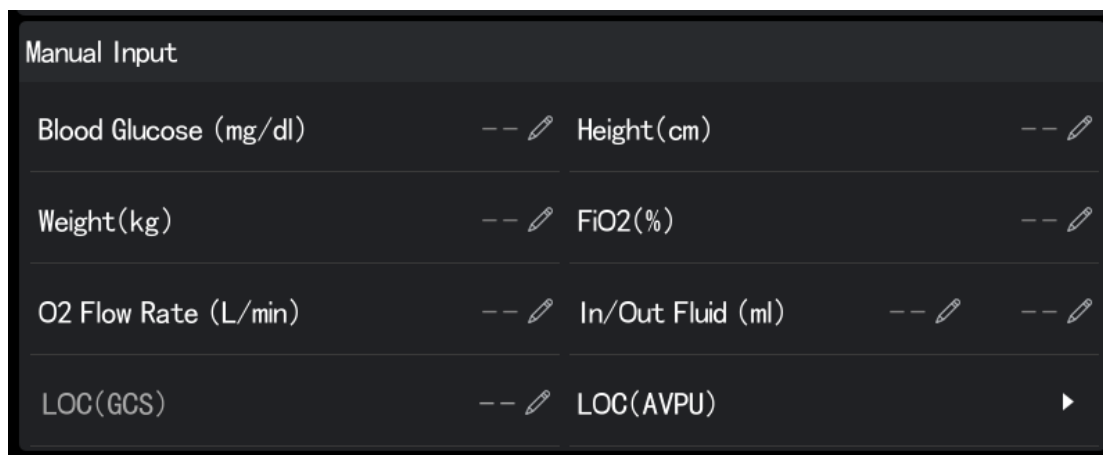 Manual Input
Blood Glucose (mg/dl) -- Height(cm) --
Weight(kg) -- FiO2(%) --
O2 Flow Rate (L/min) -- In/Out Fluid (ml) -- --
LOC(GCS) -- LOC(AVPU)